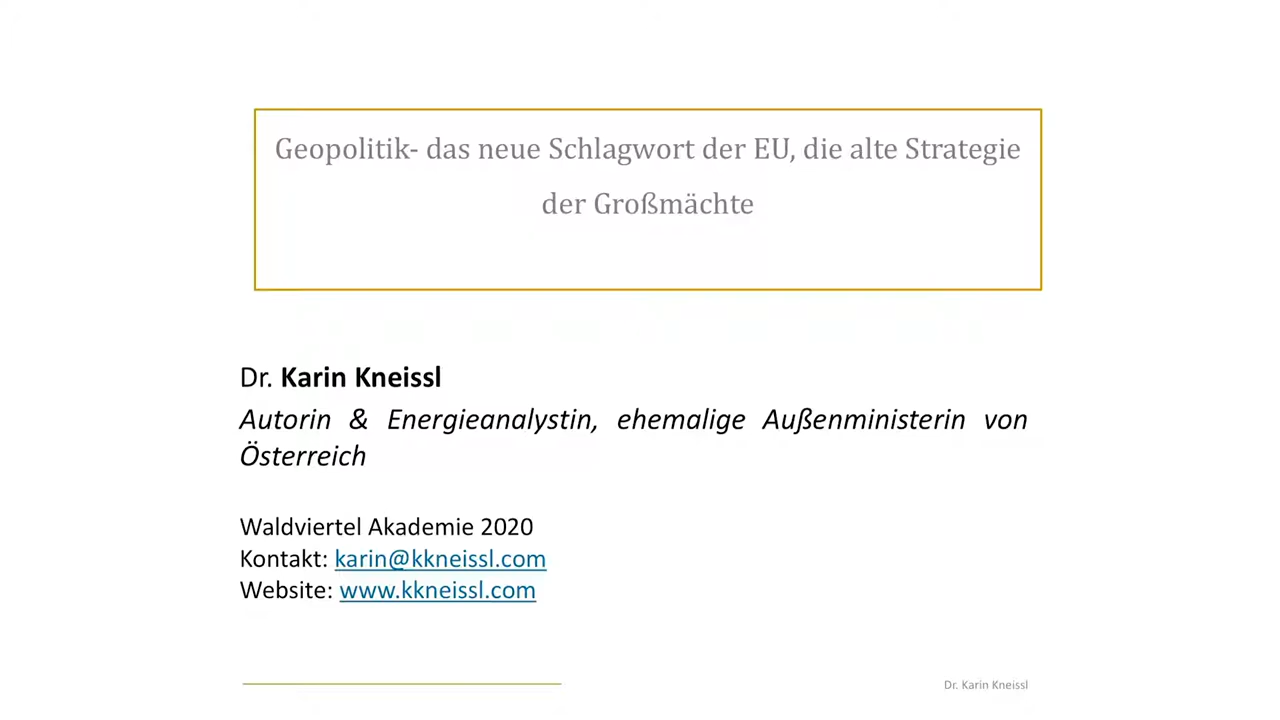 Geopolitik- das neue Schlagwort der EU, die alte Strategie
der Großmächte
Dr. Karin Kneissl
Autorin & Energieanalystin, ehemalige Außenministerin von
Österreich
Waldviertel Akademie 2020
Kontakt: karin@kkneissl.com
Website: www.kkneissl.com
Dr. Karin Kneissl